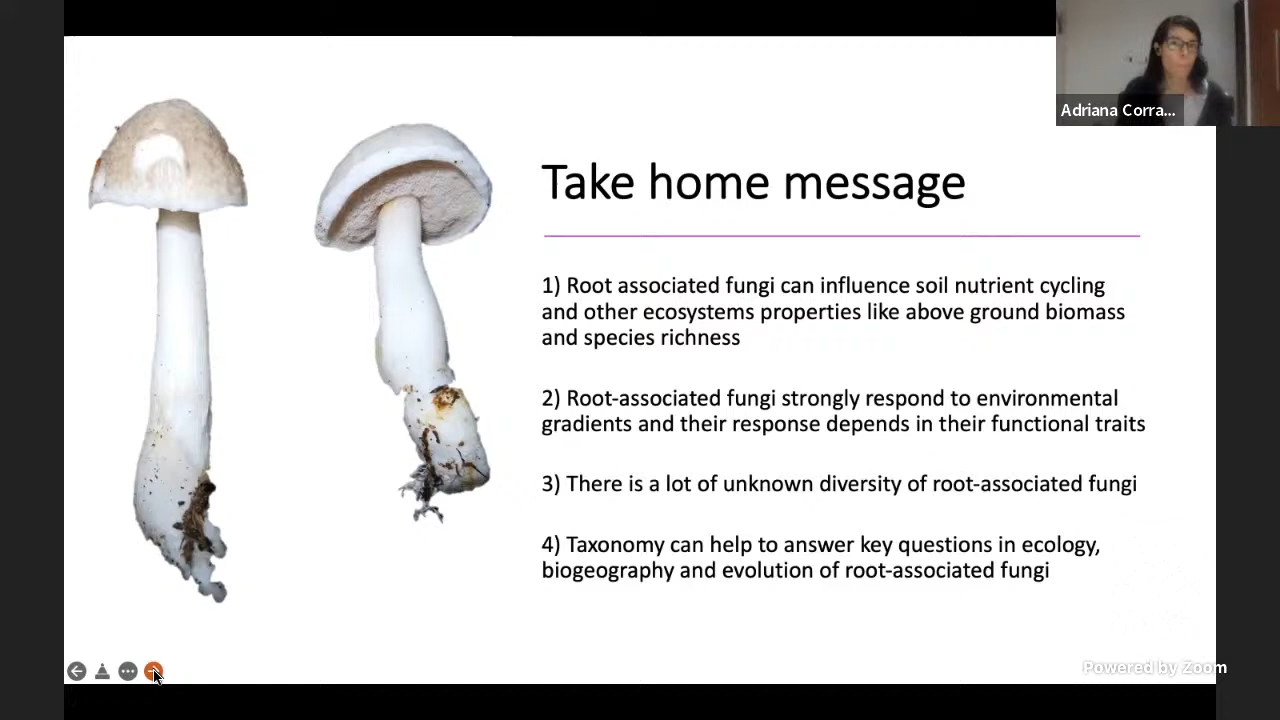 Adriana Corra...
Take home message
1) Root associated fungi can influence soil nutrient cycling
and other ecosystems properties like above ground biomass
and species richness
2) Root-associated fungi strongly respond to environmental
gradients and their response depends in their functional traits
3) There is a lot of unknown diversity of root-associated fungi
4) Taxonomy can help to answer key questions in ecology,
biogeography and evolution of root-associated fungi
Powered by Zoom